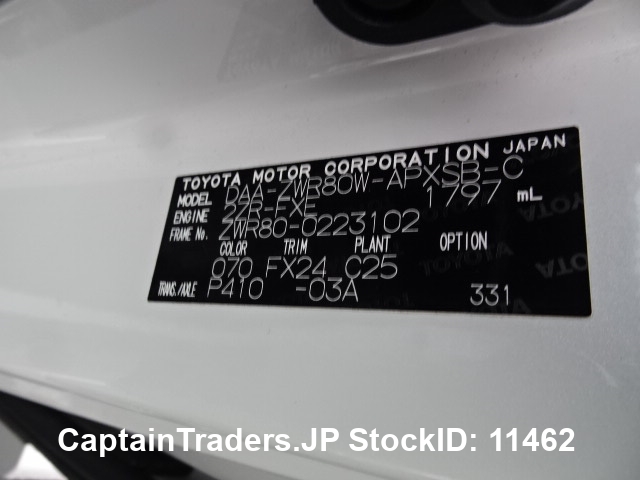 TOYOTA MOTOR CORPORATION JAPAN
MODEL DAA-ZWR80W-APXSB-C
ENGINE 2ZR-FXE 1797 mL
FRAME No. ZWR80-0223102
COLOR TRIM PLANT OPTION
070 FX24 C25
TRANS./AXLE P410 -03A 331
CaptainTraders.JP StockID: 11462